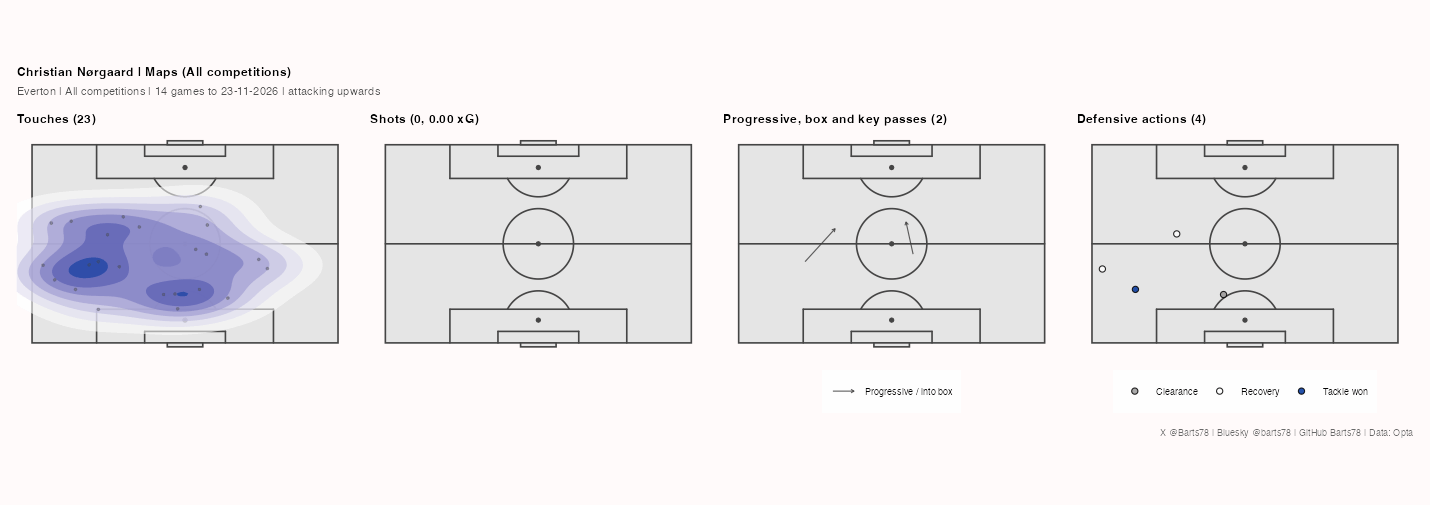 Christian Nørgaard | Maps (All competitions)
Everton | All competitions | 14 games to 23-11-2026 | attacking upwards
Touches (23)
Shots (0, 0.00 xG)
Progressive, box and key passes (2)
Defensive actions (4)
Progressive / into box
Clearance
Recovery
Tackle won
X @Barts78 | Bluesky @barts78 | GitHub Barts78 | Data: Opta